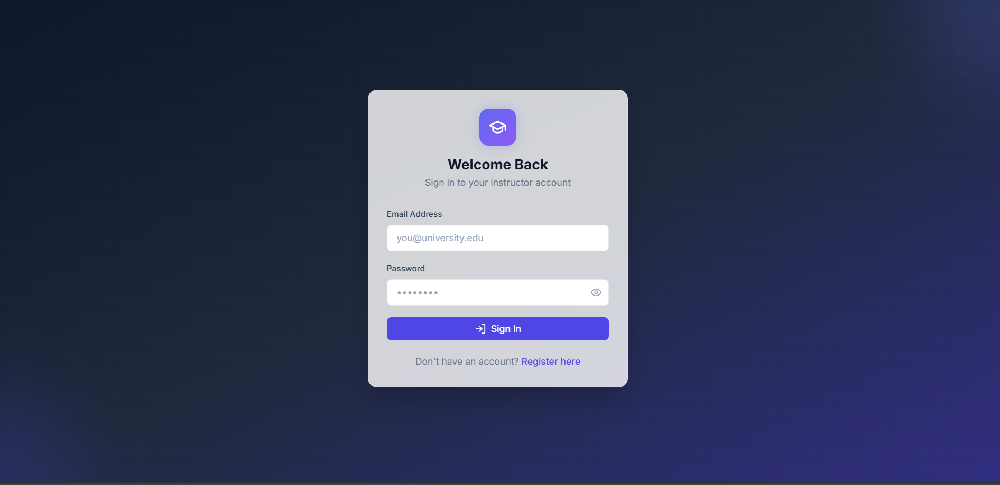 Welcome Back
Sign in to your instructor account
Email Address
you@university.edu
Password
••••••••
Sign In
Don't have an account? Register here